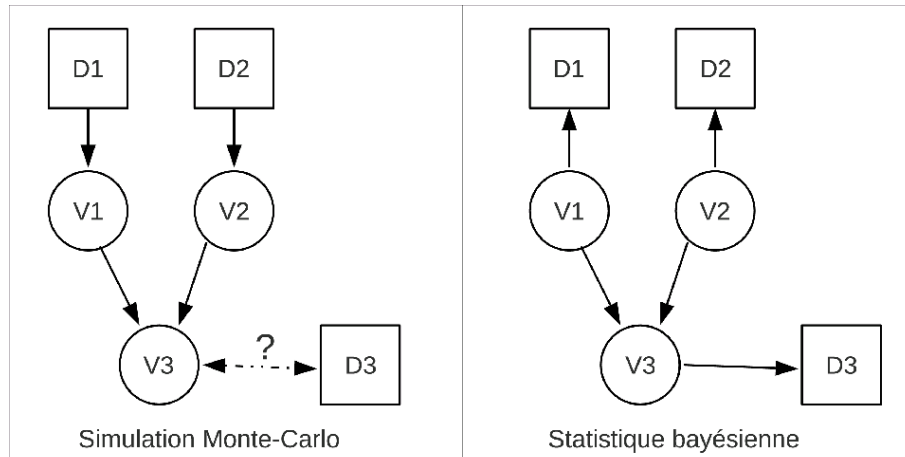 D1
D2
V1
V2
V3
?
D3
Simulation Monte-Carlo
D1
D2
V1
V2
V3
D3
Statistique bayésienne